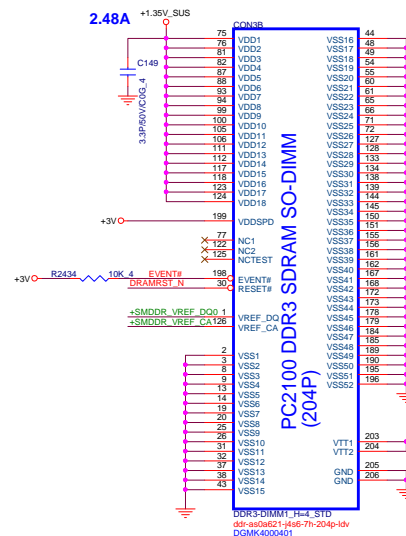 2.48A
+1.35V_SUS
CON3B
C149
3.3P/50V/C0G_4
75 VDD1 VSS16 44
76 VDD2 VSS17 48
81 VDD3 VSS18 49
82 VDD4 VSS19 54
87 VDD5 VSS20 55
88 VDD6 VSS21 60
93 VDD7 VSS22 61
94 VDD8 VSS23 65
99 VDD9 VSS24 66
100 VDD10 VSS25 71
105 VDD11 VSS26 72
106 VDD12 VSS27 127
111 VDD13 VSS28 128
112 VDD14 VSS29 133
117 VDD15 VSS30 134
118 VDD16 VSS31 138
123 VDD17 VSS32 139
124 VDD18 VSS33 144
VSS34 145
+3V 199 VDDSPD VSS35 150
VSS36 151
77 NC1 VSS37 155
122 NC2 VSS38 156
125 NCTEST VSS39 161
VSS40 162
+3V R2434 10K_4 EVENT# 198 EVENT# VSS41 167
DRAMRST_N 30 RESET# VSS42 168
VSS43 172
VSS44 173
+SMDDR_VREF_DQ0 1 VREF_DQ VSS45 178
+SMDDR_VREF_CA 126 VREF_CA VSS46 179
VSS47 184
VSS48 185
2 VSS1 VSS49 189
3 VSS2 VSS50 190
8 VSS3 VSS51 195
9 VSS4 VSS52 196
13 VSS5
14 VSS6
19 VSS7
20 VSS8
25 VSS9
26 VSS10 VTT1 203
31 VSS11 VTT2 204
32 VSS12
37 VSS13 GND 205
38 VSS14 GND 206
43 VSS15
PC2100 DDR3 SDRAM SO-DIMM
(204P)
DDR3-DIMM1_H=4_STD
ddr-as0a621-j4s6-7h-204p-ldv
DGMK4000401